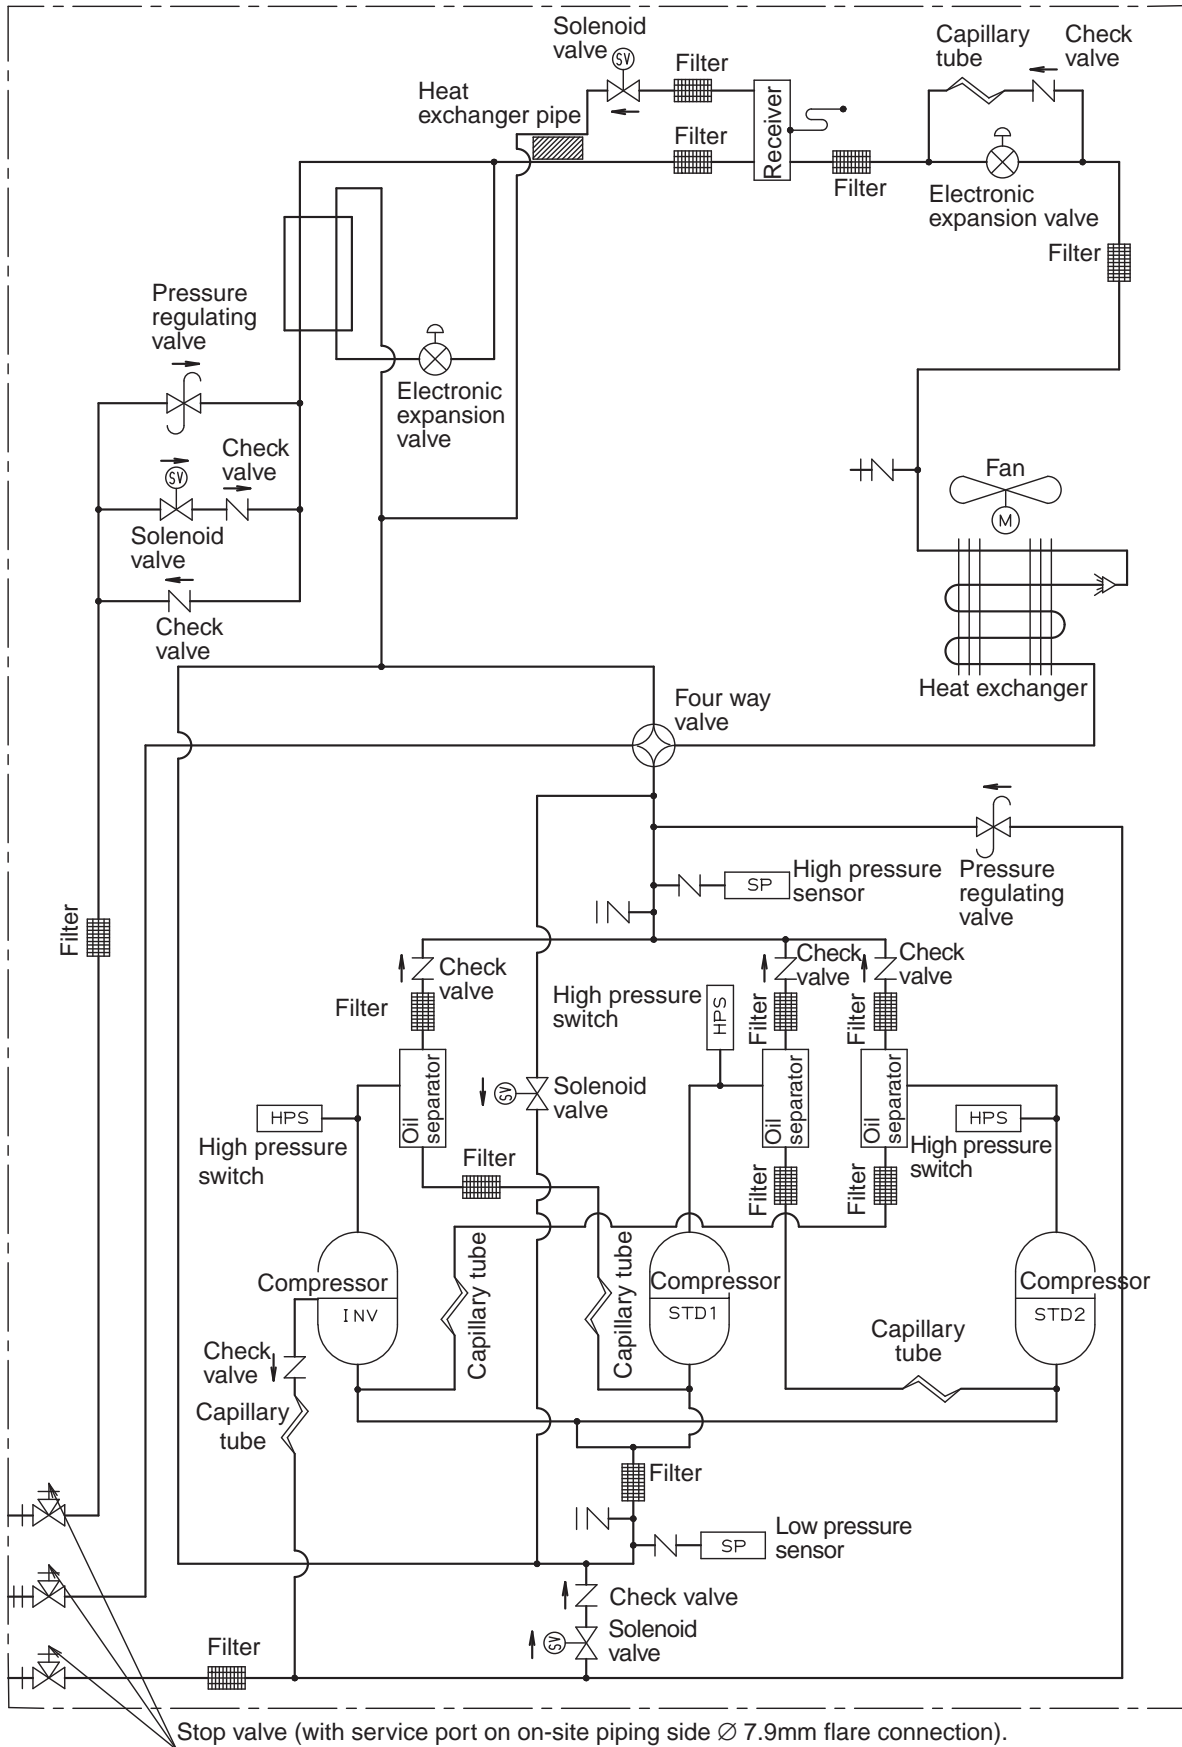 Solenoid
valve
SV
Filter
Capillary
tube
Check
valve
Heat
exchanger pipe
Filter
Receiver
Filter
Electronic
expansion valve
Filter
Pressure
regulating
valve
Electronic
expansion
valve
Check
valve
SV
Solenoid
valve
Fan
M
Check
valve
Heat exchanger
Four way
valve
High pressure
sensor
SP
Pressure
regulating
valve
Filter
Check
valve
Check
valve
Check
valve
High pressure
switch
HPS
Filter
Filter
Filter
Oil
separator
Oil
separator
Oil
separator
SV
Solenoid
valve
HPS
High pressure
switch
HPS
High pressure
switch
Filter
Filter
Filter
Capillary tube
Capillary tube
Compressor
INV
Compressor
STD1
Compressor
STD2
Capillary
tube
Check
valve
Capillary
tube
Filter
Low pressure
sensor
SP
Check valve
Solenoid
valve
SV
Filter
Stop valve (with service port on on-site piping side ∅ 7.9mm flare connection).